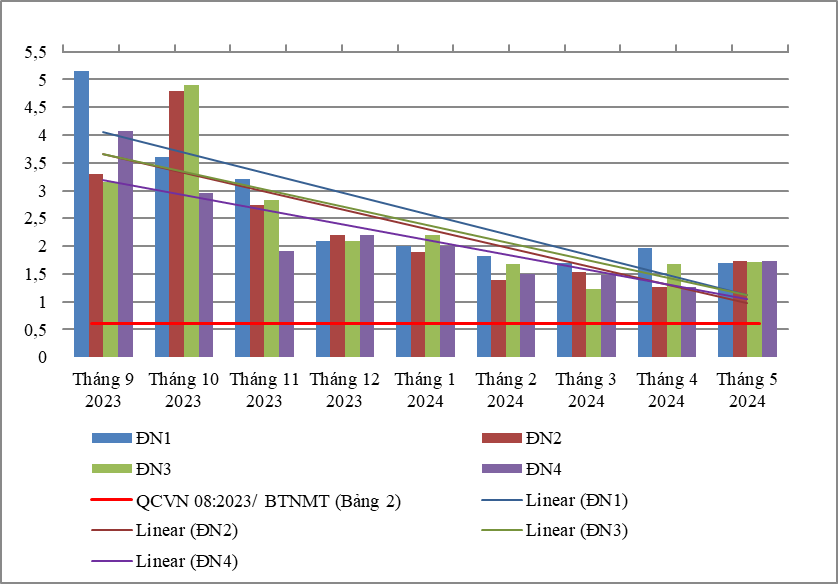 5,5
5
4,5
4
3,5
3
2,5
2
1,5
1
0,5
0
Tháng 9 Tháng 10 Tháng 11 Tháng 12 Tháng 1 Tháng 2 Tháng 3 Tháng 4 Tháng 5
2023 2023 2023 2023 2024 2024 2024 2024 2024
ĐN1 ĐN2
ĐN3 ĐN4
QCVN 08:2023/ BTNMT (Bảng 2) Linear (ĐN1)
Linear (ĐN2) Linear (ĐN3)
Linear (ĐN4)